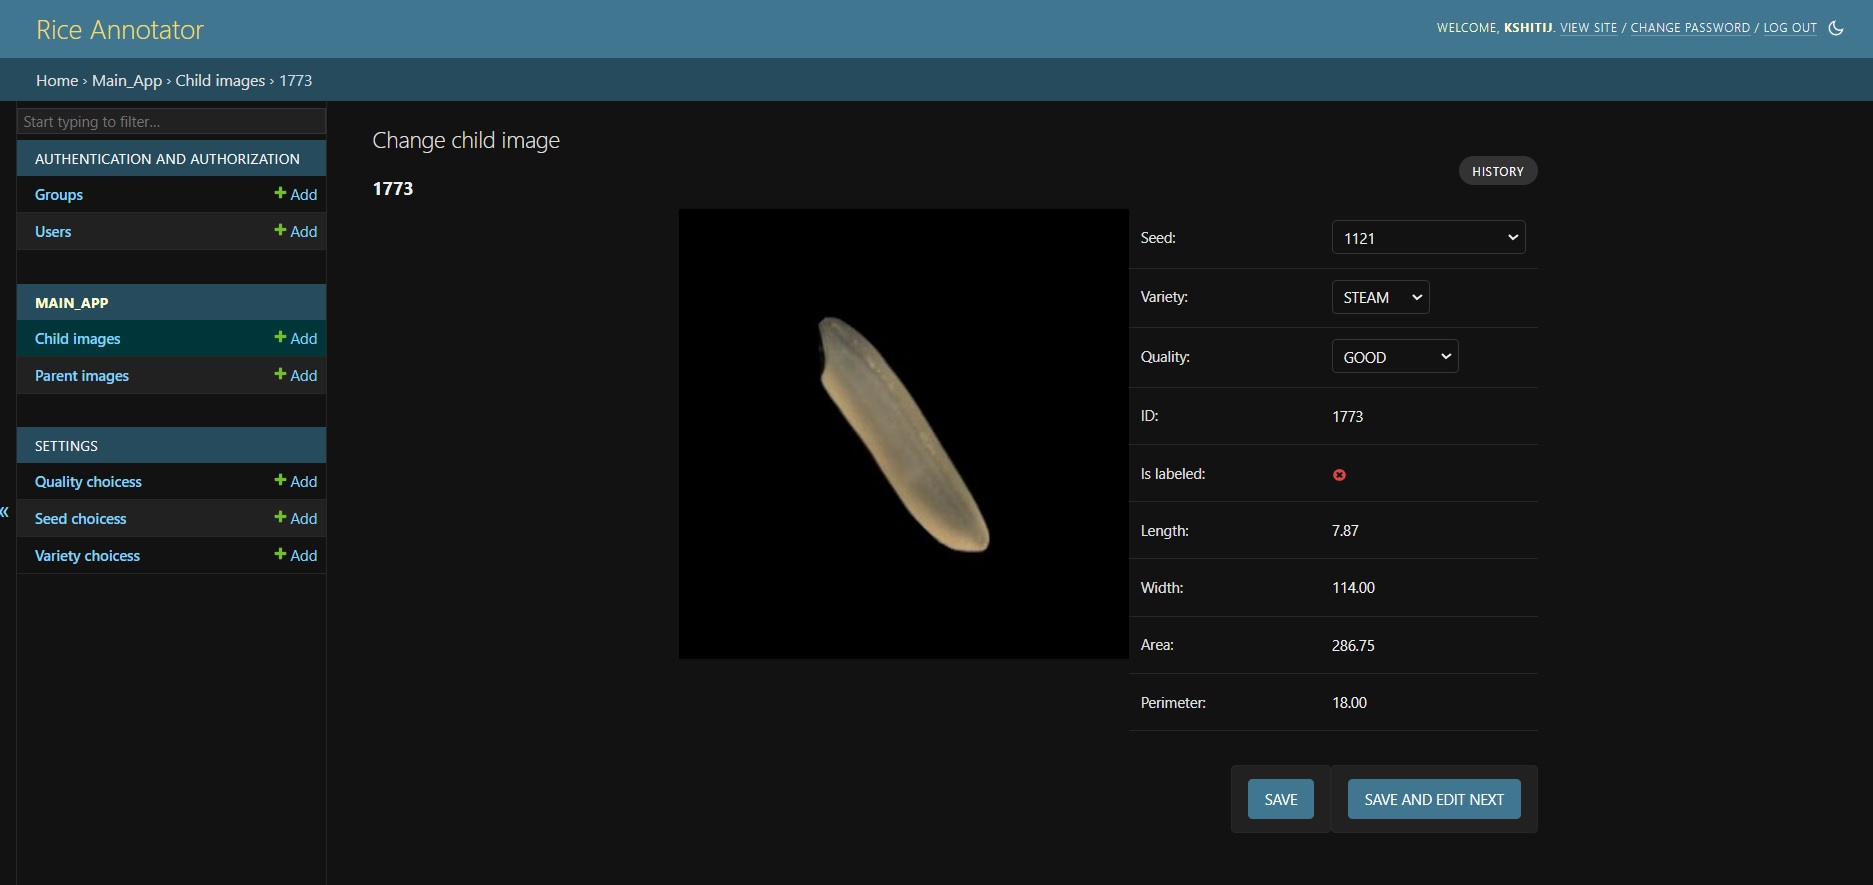 Rice Annotator
WELCOME, KSHITIJ. VIEW SITE / CHANGE PASSWORD / LOG OUT
Home › Main_App › Child images › 1773
Start typing to filter...
AUTHENTICATION AND AUTHORIZATION
Groups Add
Users Add
MAIN_APP
Child images Add
Parent images Add
SETTINGS
Quality choicess Add
Seed choicess Add
Variety choicess Add
«
Change child image
HISTORY
1773
Seed: 1121
Variety: STEAM
Quality: GOOD
ID: 1773
Is labeled:
Length: 7.87
Width: 114.00
Area: 286.75
Perimeter: 18.00
SAVE SAVE AND EDIT NEXT